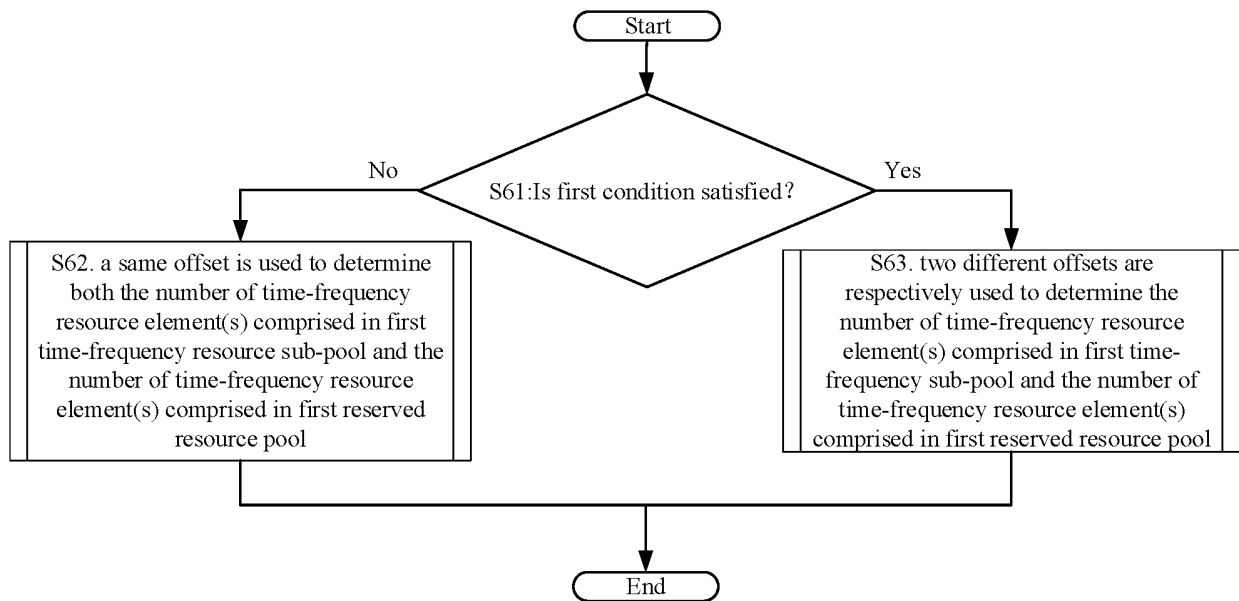 Start
No
Yes
S61:Is first condition satisfied?
S62. a same offset is used to determine
both the number of time-frequency
resource element(s) comprised in first
time-frequency resource sub-pool and the
number of time-frequency resource
element(s) comprised in first reserved
resource pool
S63. two different offsets are
respectively used to determine the
number of time-frequency resource
element(s) comprised in first time-
frequency sub-pool and the number of
time-frequency resource element(s)
comprised in first reserved resource pool
End